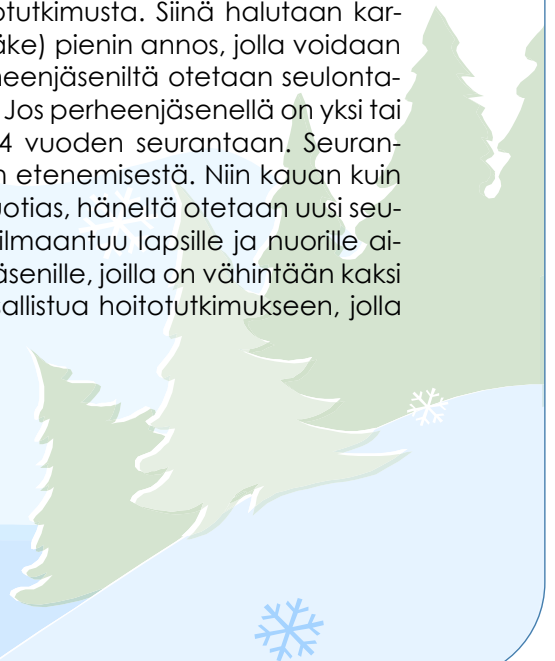 otutkimusta. Siinä halutaan kar-
äke) pienin annos, jolla voidaan
heenjäseniltä otetaan seulonta-
Jos perheenjäsenellä on yksi tai
4 vuoden seurantaan. Seuran-
n etenemisestä. Niin kauan kuin
uotias, häneltä otetaan uusi seu-
ilmaantuu lapsille ja nuorille ai-
äsenille, joilla on vähintään kaksi
allistua hoitotutkimukseen, jolla